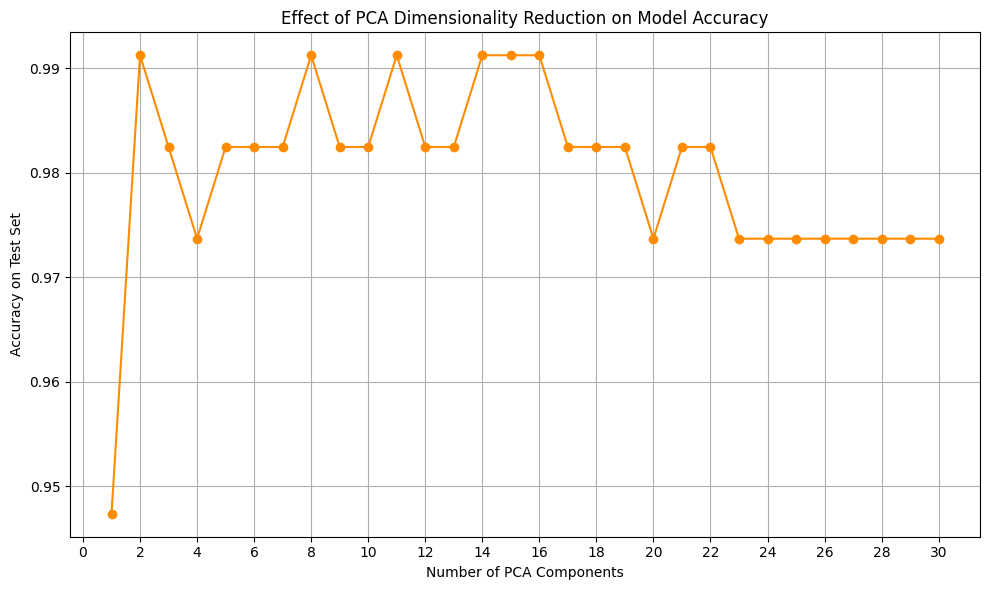 Effect of PCA Dimensionality Reduction on Model Accuracy
Accuracy on Test Set
0.99
0.98
0.97
0.96
0.95
0 2 4 6 8 10 12 14 16 18 20 22 24 26 28 30
Number of PCA Components